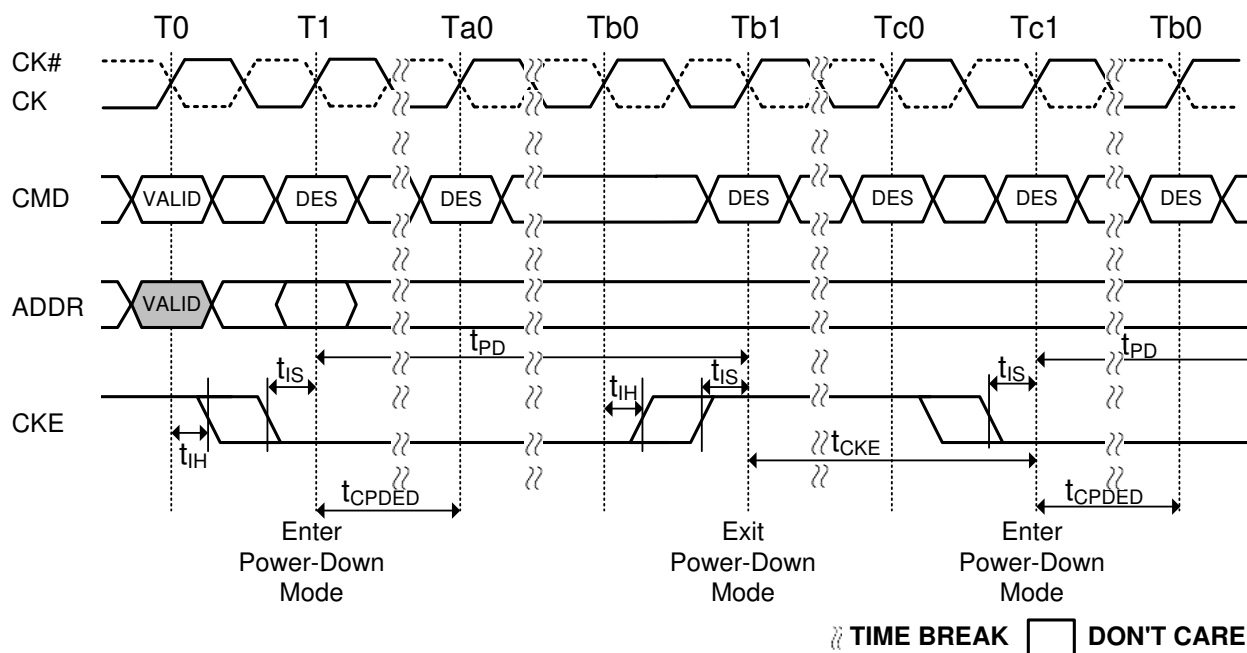 T0 T1 Ta0 Tb0 Tb1 Tc0 Tc1 Tb0
CK#
CK
CMD VALID DES DES DES DES DES DES
ADDR VALID
tPD tPD
tIS tIH tIS tIS
CKE
tIH tCKE
tCPDED tCPDED
Enter
Power-Down
Mode
Exit
Power-Down
Mode
Enter
Power-Down
Mode
TIME BREAK DON'T CARE